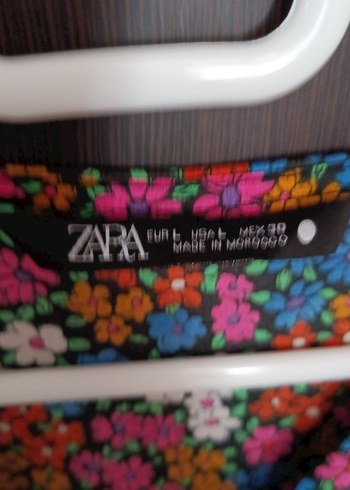 ZARA
EUR L USA L MEX 30
MADE IN MOROCCO